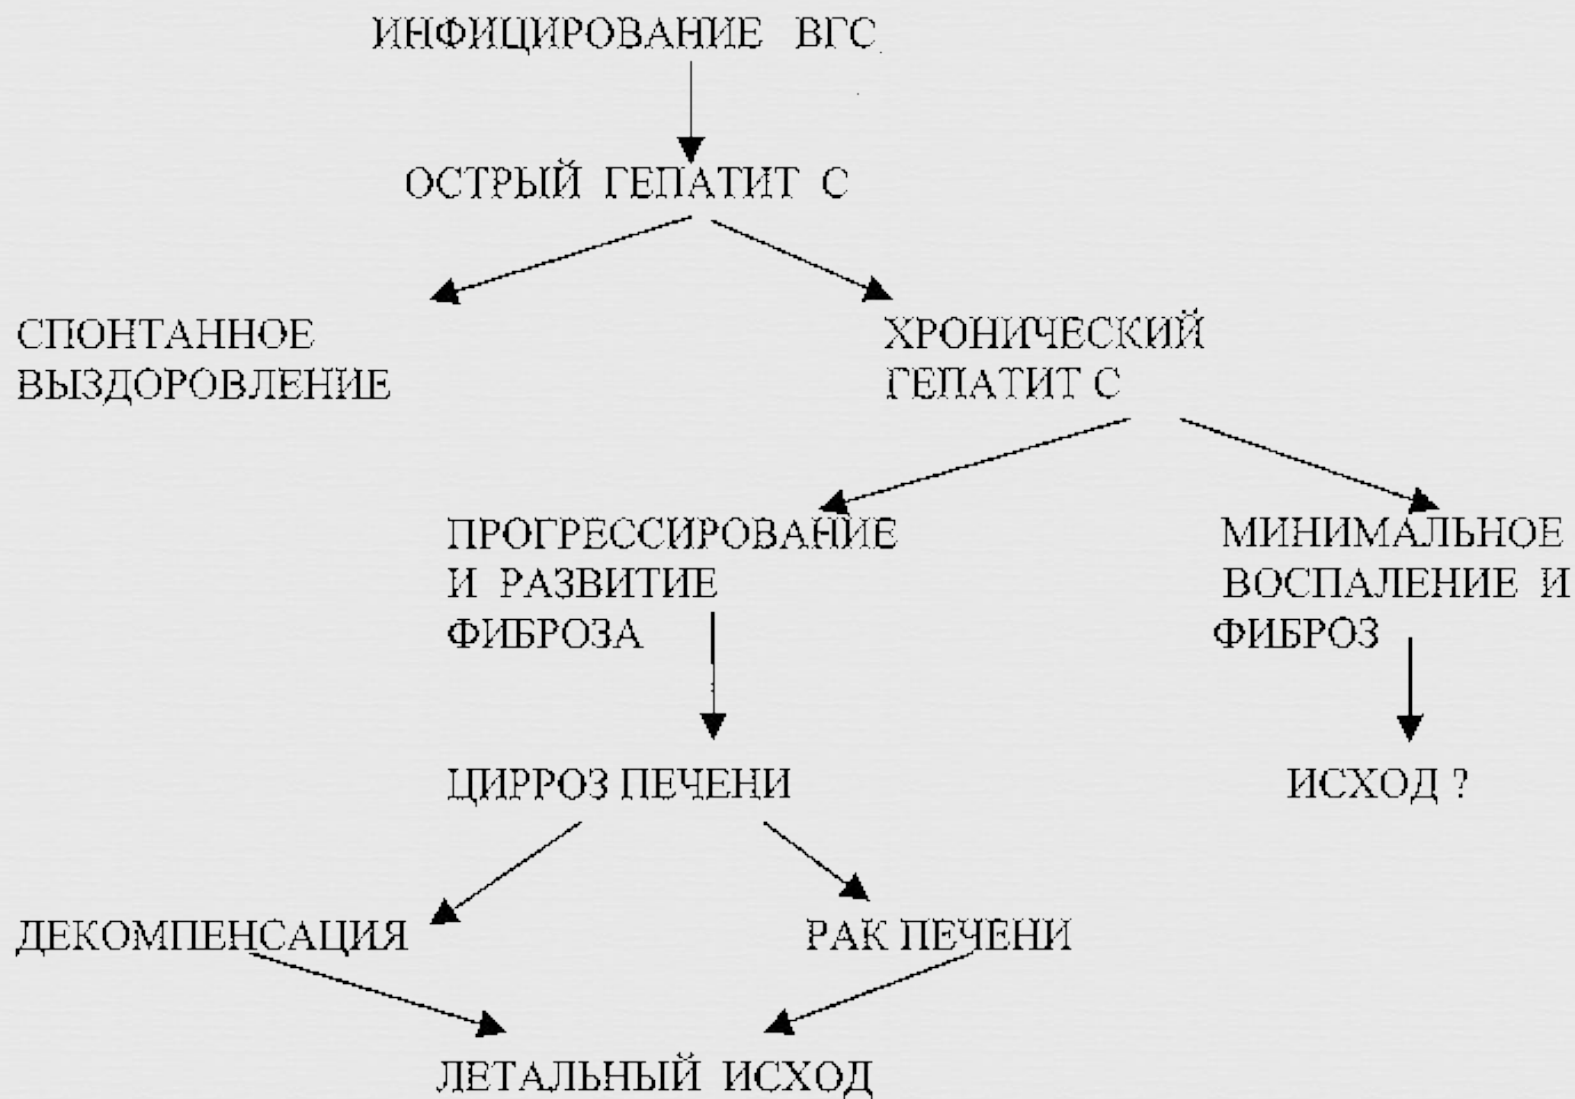 ИНФИЦИРОВАНИЕ ВГС
ОСТРЫЙ ГЕПАТИТ С
СПОНТАННОЕ
ВЫЗДОРОВЛЕНИЕ
ХРОНИЧЕСКИЙ
ГЕПАТИТ С
ПРОГРЕССИРОВАНИЕ
И РАЗВИТИЕ
ФИБРОЗА
МИНИМАЛЬНОЕ
ВОСПАЛЕНИЕ И
ФИБРОЗ
ЦИРРОЗ ПЕЧЕНИ
ИСХОД ?
ДЕКОМПЕНСАЦИЯ
РАК ПЕЧЕНИ
ЛЕТАЛЬНЫЙ ИСХОД